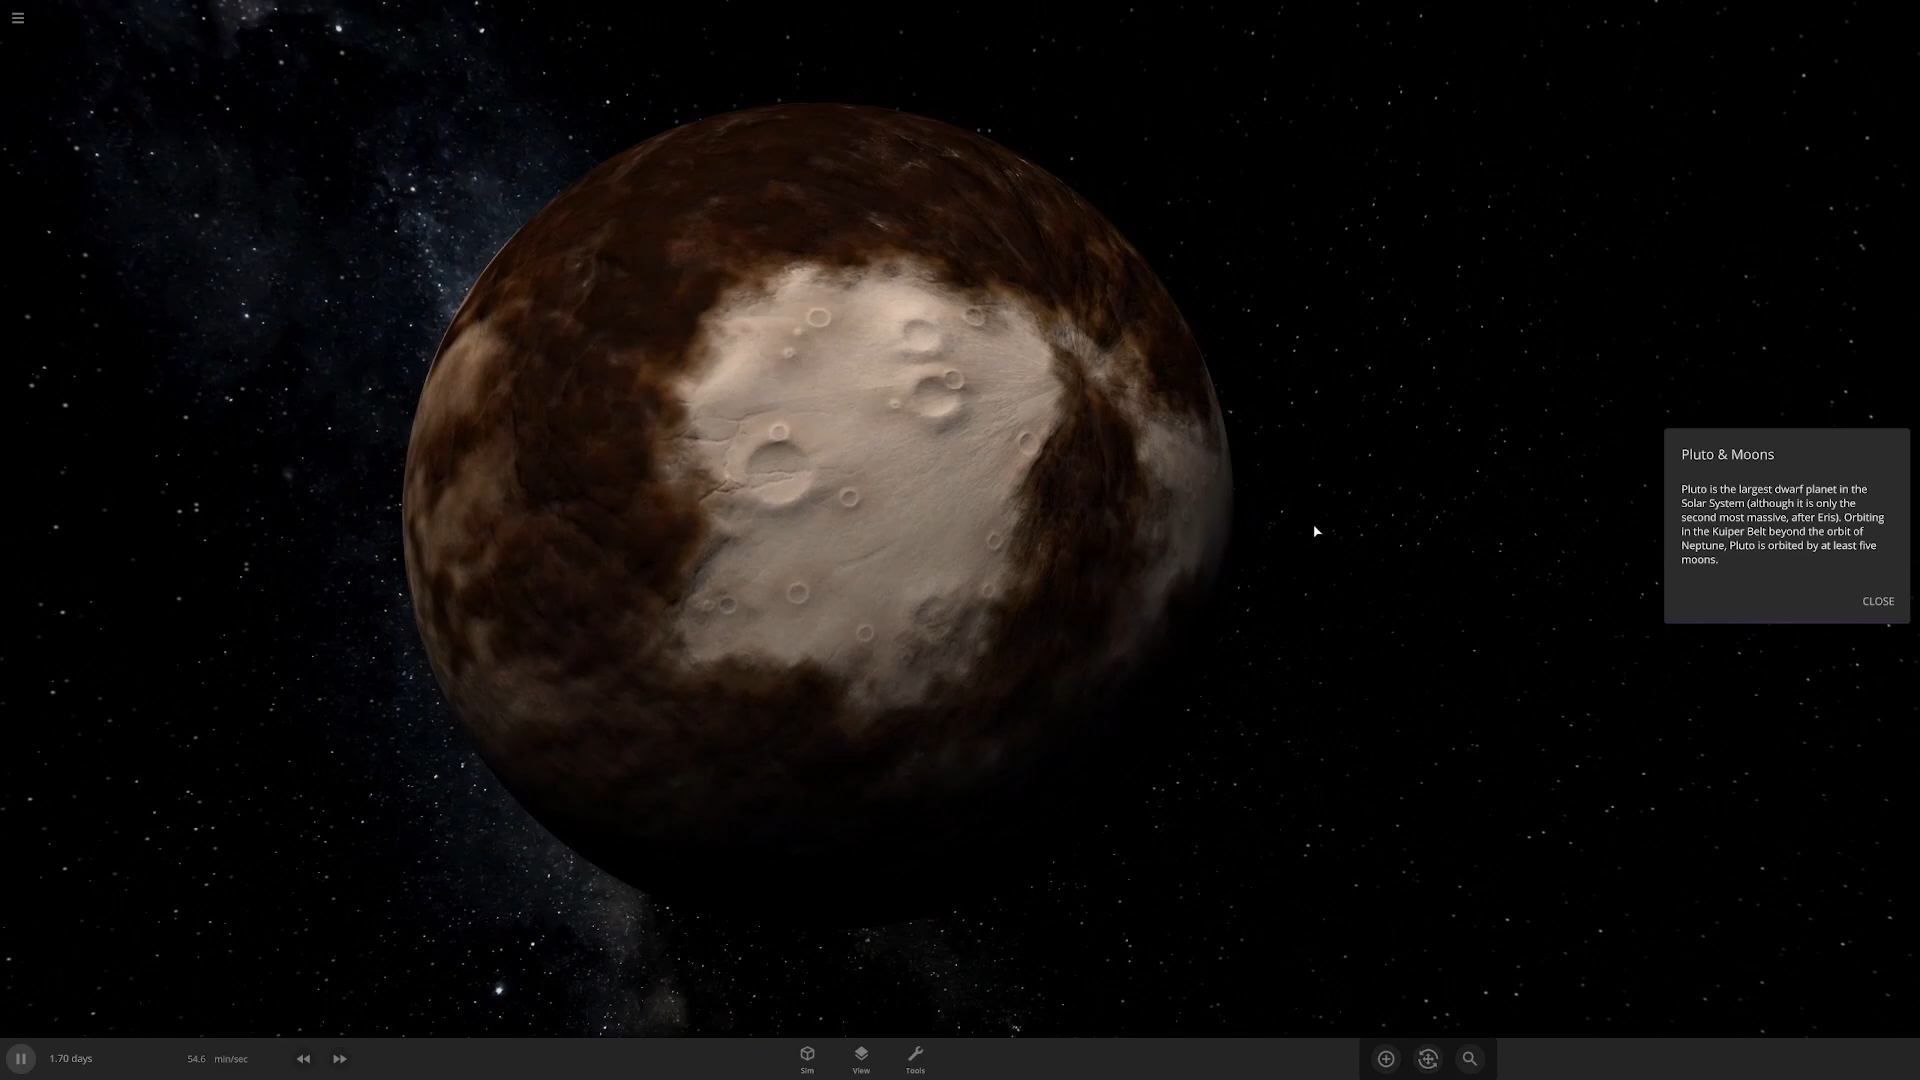 Pluto & Moons
Pluto is the largest dwarf planet in the
Solar System (although it is only the
second most massive, after Eris). Orbiting
in the Kuiper Belt beyond the orbit of
Neptune, Pluto is orbited by at least five
moons.
CLOSE
1.70 days
54.6 min/sec
Sim
View
Tools